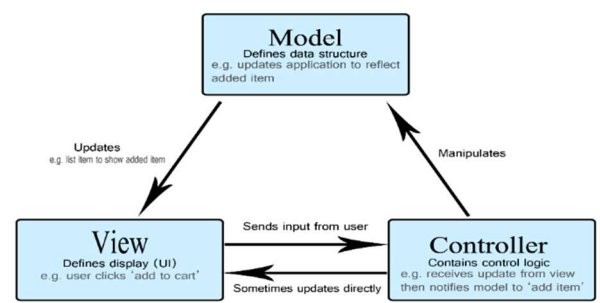 Model
Defines data structure
e.g. updates application to reflect
added item
Updates
e.g. list item to show added item
Manipulates
View
Defines display (UI)
e.g. user clicks 'add to cart'
Sends input from user
Sometimes updates directly
Controller
Contains control logic
e.g. receives update from view
then notifies model to 'add item'